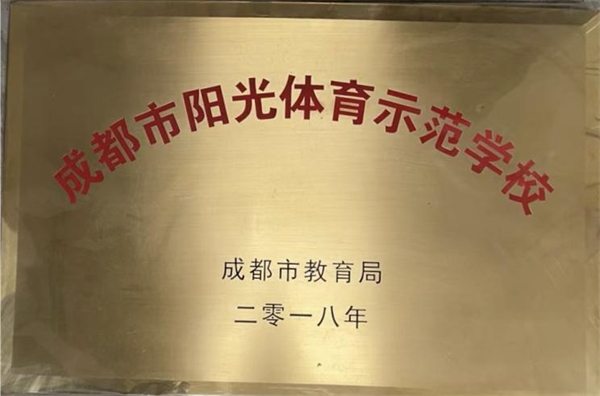 成都市阳光体育示范学校
成都市教育局
二零一八年